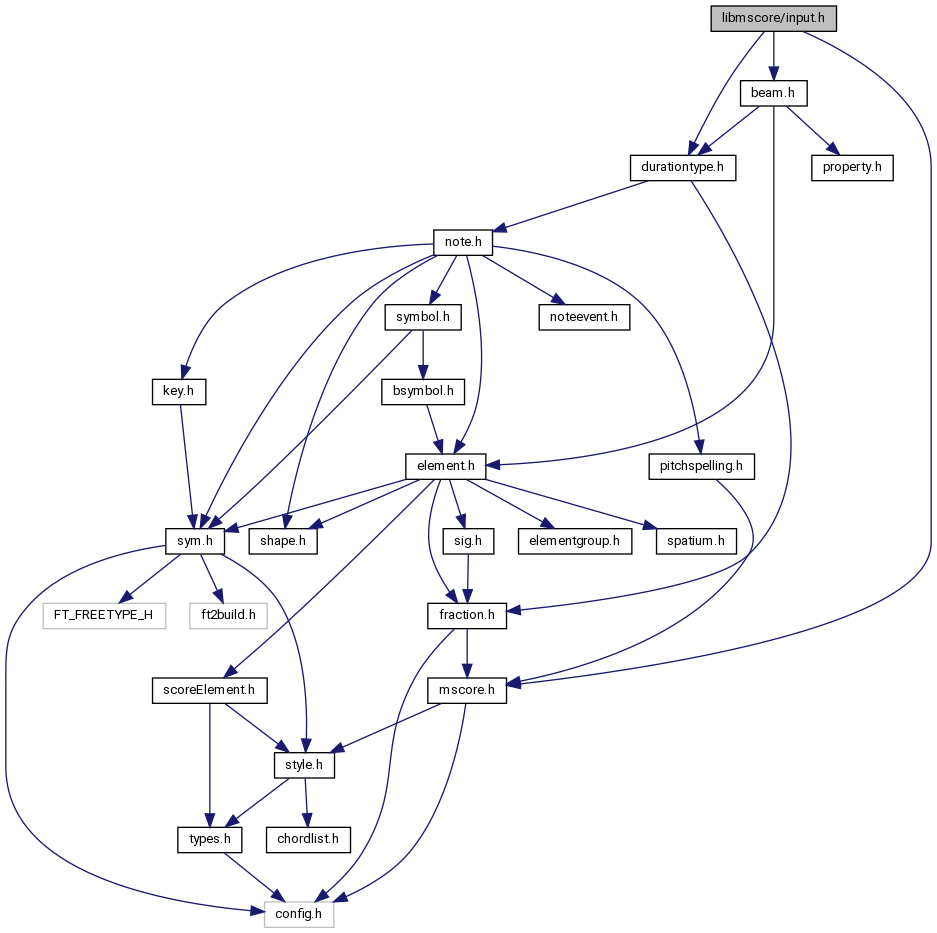 libmscore/input.h
beam.h
durationtype.h
property.h
note.h
symbol.h
noteevent.h
key.h
bsymbol.h
element.h
pitchspelling.h
sym.h
shape.h
sig.h
elementgroup.h
spatium.h
FT_FREETYPE_H
ft2build.h
fraction.h
scoreElement.h
mscore.h
style.h
types.h
chordlist.h
config.h